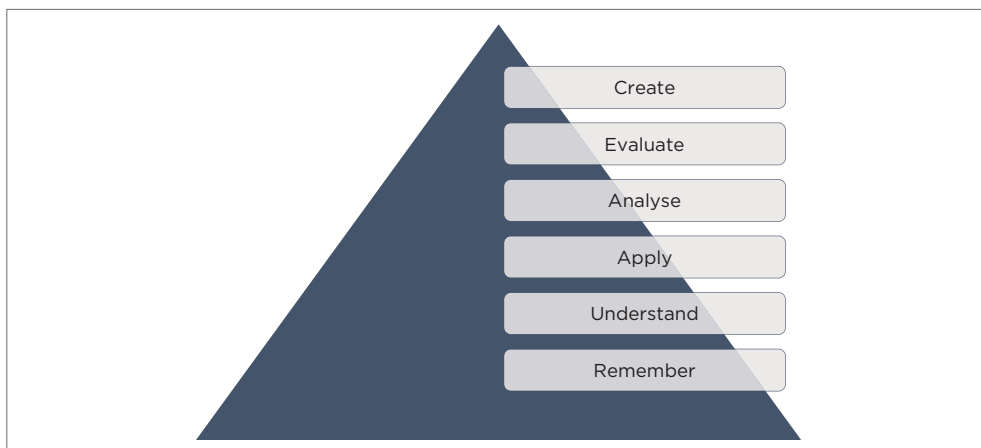 Create
Evaluate
Analyse
Apply
Understand
Remember